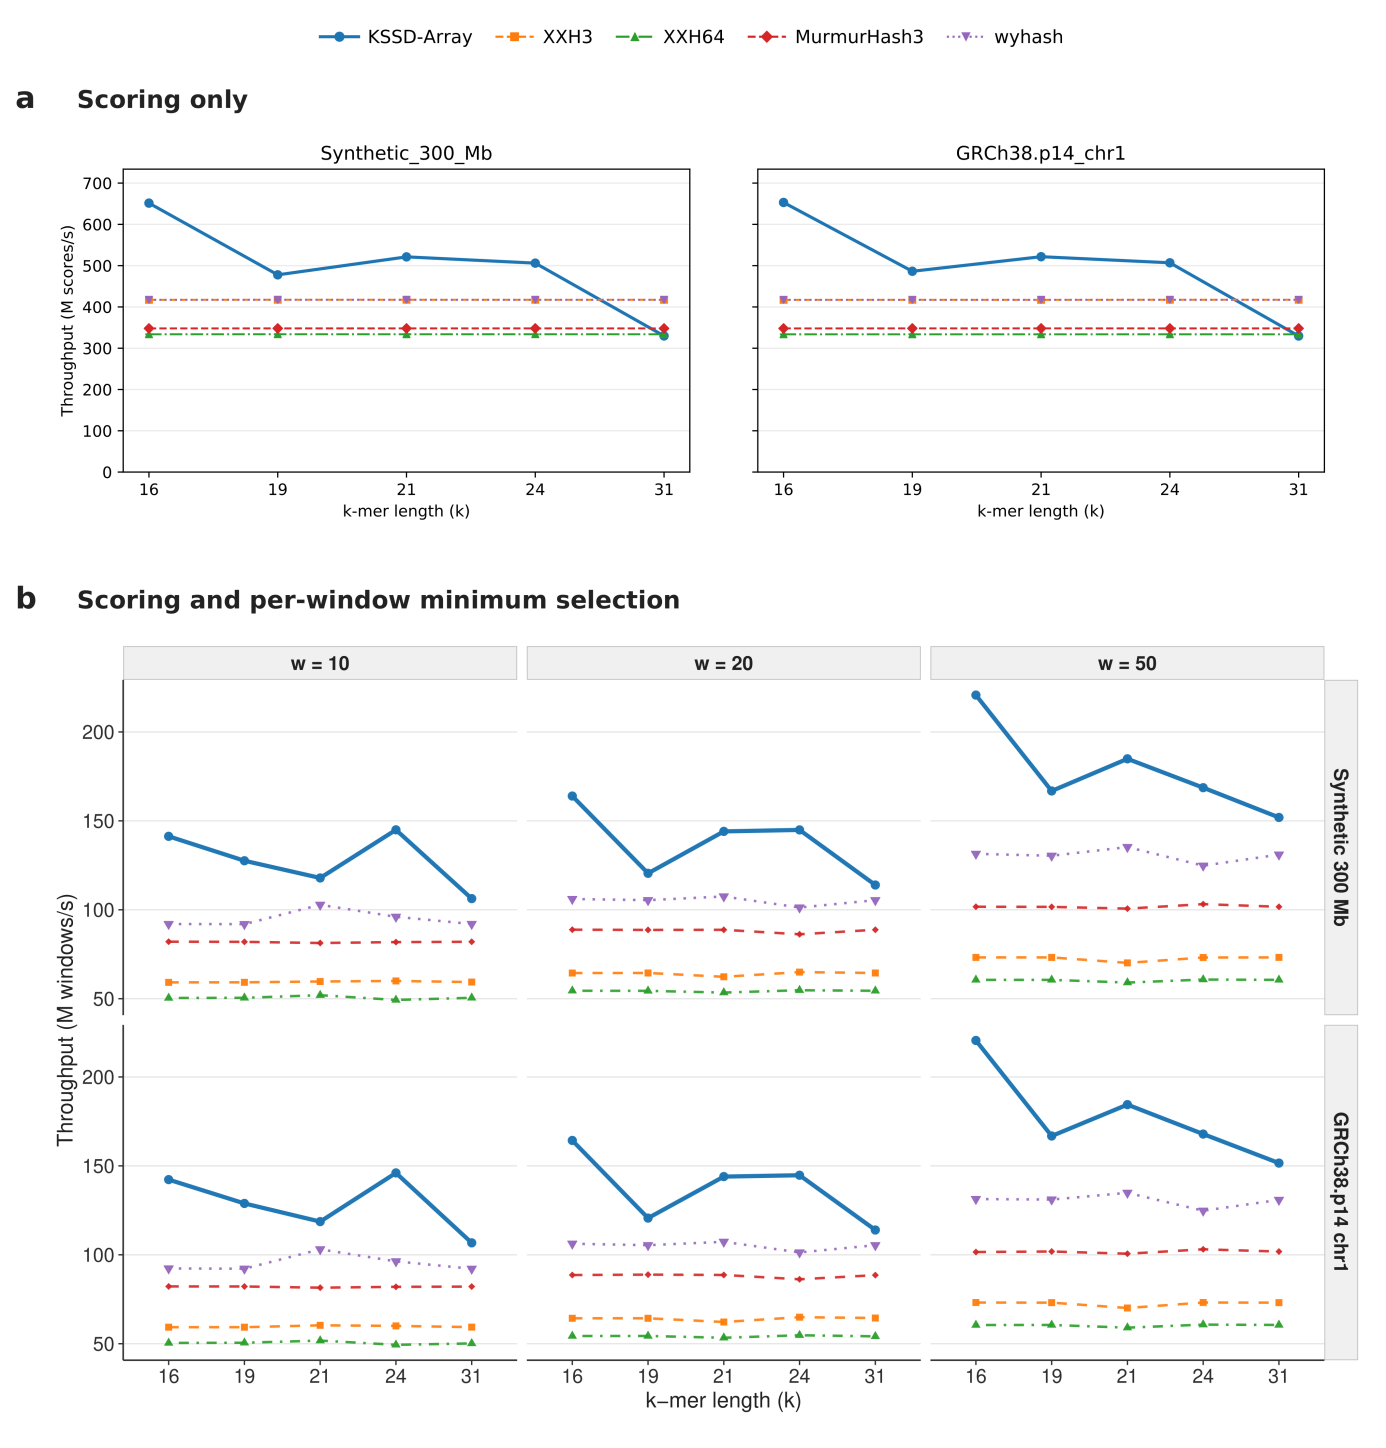 KSSD-Array XXH3 XXH64 MurmurHash3 wyhash
a Scoring only
Synthetic_300_Mb GRCh38.p14_chr1
Throughput (M scores/s)
700
600
500
400
300
200
100
0
16 19 21 24 31 16 19 21 24 31
k-mer length (k) k-mer length (k)
b Scoring and per-window minimum selection
w = 10 w = 20 w = 50
Throughput (M windows/s)
200
150
100
50
Synthetic 300 Mb
200
150
100
50
GRCh38.p14 chr1
16 19 21 24 31 16 19 21 24 31 16 19 21 24 31
k−mer length (k)